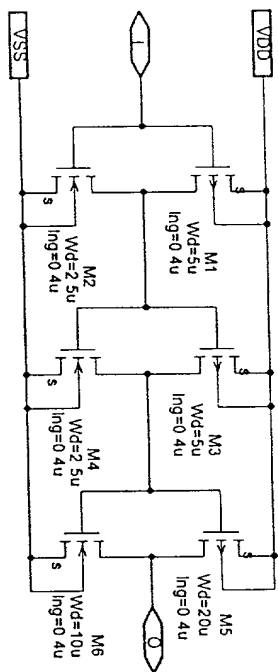 VSS
VDD
I
S
S
M2
Wd=2 5u
lng=0 4u
M1
Wd=5u
lng=0 4u
S
S
M4
Wd=2 5u
lng=0 4u
M3
Wd=5u
lng=0 4u
S
S
M6
Wd=10u
lng=0 4u
M5
Wd=20u
lng=0 4u
O